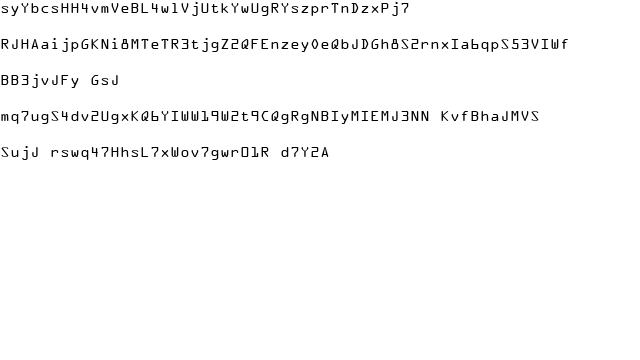 syYbcsHH4vmVeBL4wlVjUtkYwUgRYszprTnDzxPj7
RJHAaijpGKNi8MTeTR3tjgZ2QFEnzey0eQbJDGh8S2rnxIa6qpS53VIWf
BB3jvJFy GsJ
mq7ugS4dv2UgxKQ6YIWW19W2t9CQgRgNBIyMIEMJ3NN KvfBhaJMVS
SujJ rswq47HhsL7xWov7gwrO1R d7Y2A